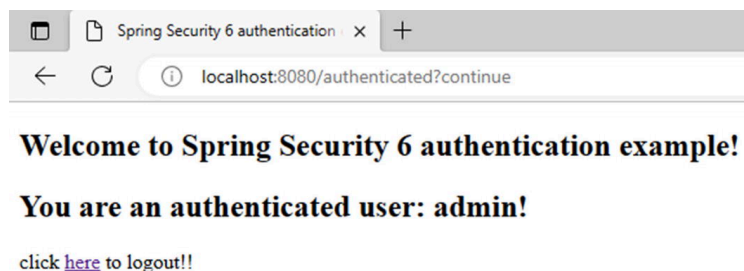 Spring Security 6 authentication
localhost:8080/authenticated?continue
Welcome to Spring Security 6 authentication example!
You are an authenticated user: admin!
click here to logout!!